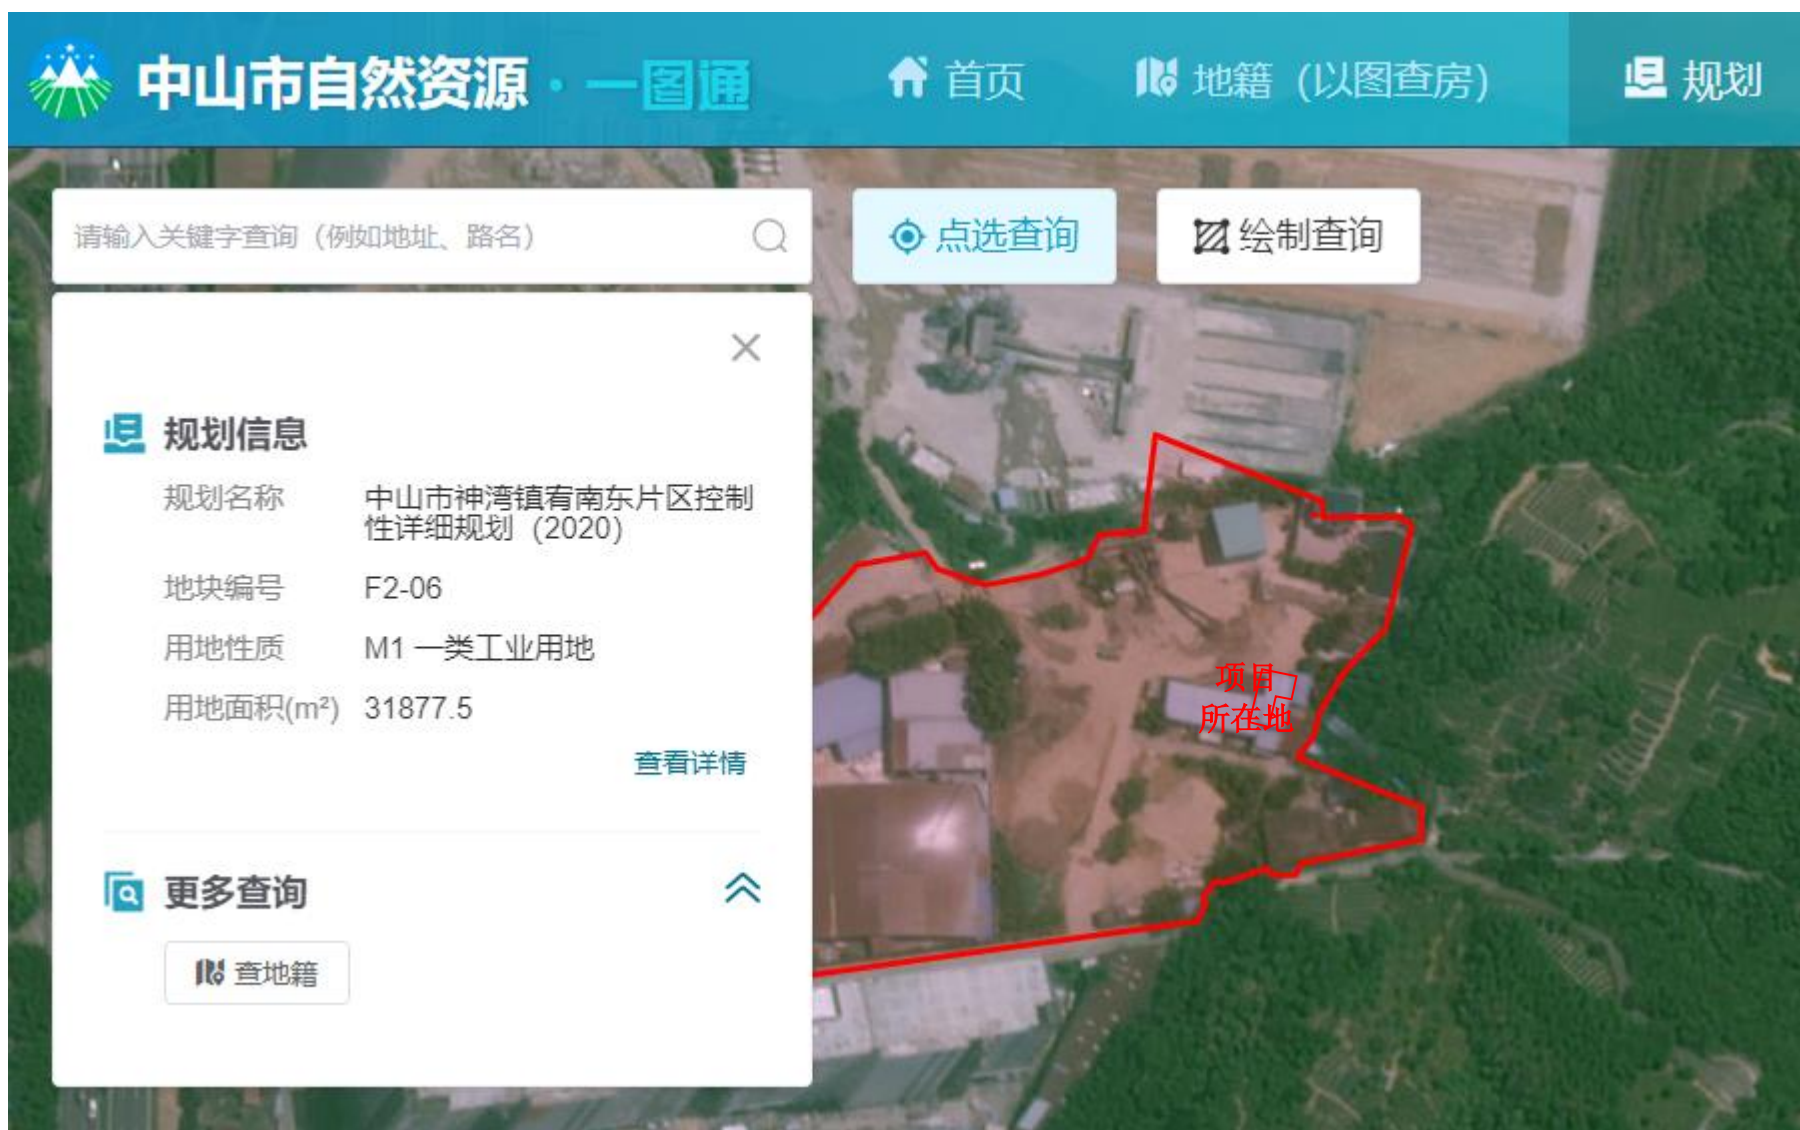 中山市自然资源·一图通
首页
地籍（以图查房）
规划
请输入关键字查询（例如地址、路名）
点选查询
绘制查询
规划信息
规划名称
中山市神湾镇宥南东片区控制
性详细规划（2020）
地块编号
F2-06
用地性质
M1 一类工业用地
用地面积(m²)
31877.5
查看详情
更多查询
查地籍
项目
所在地